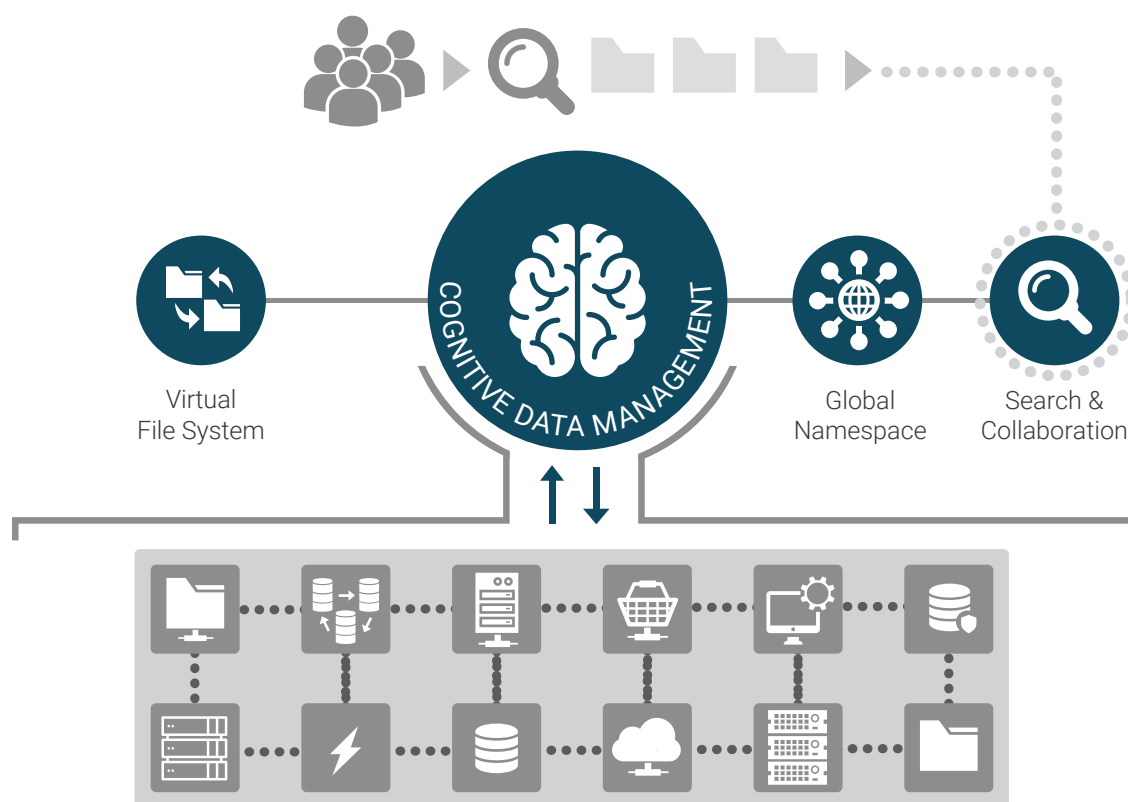 COGNITIVE DATA MANAGEMENT
Virtual
File System
Global
Namespace
Search &
Collaboration